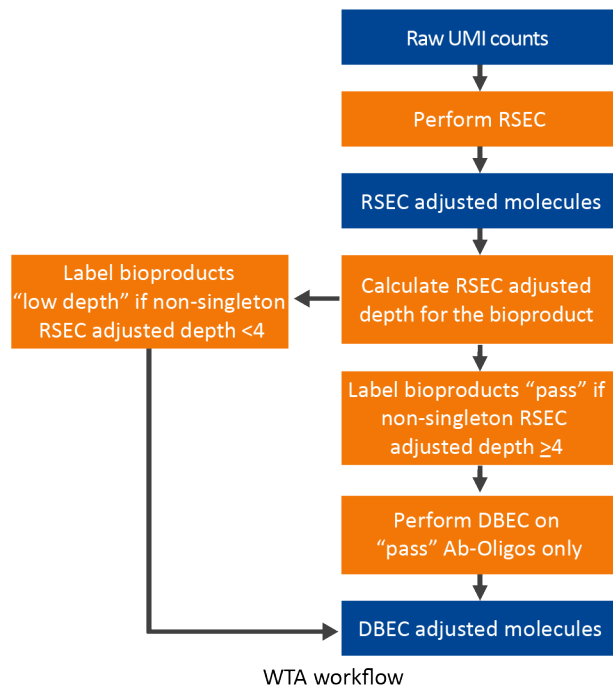 Raw UMI counts
Perform RSEC
RSEC adjusted molecules
Label bioproducts
“low depth” if non-singleton
RSEC adjusted depth <4
Calculate RSEC adjusted
depth for the bioproduct
Label bioproducts “pass” if
non-singleton RSEC
adjusted depth ≥4
Perform DBEC on
“pass” Ab-Oligos only
DBEC adjusted molecules
WTA workflow